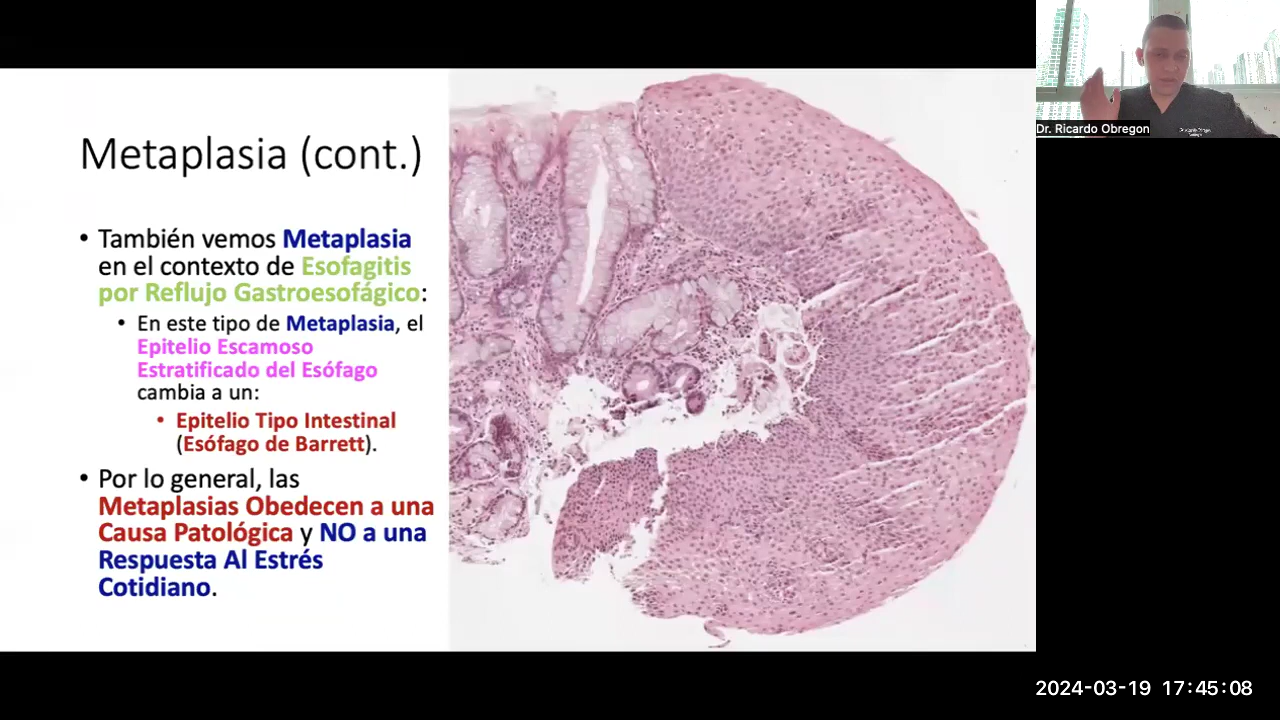 Metaplasia (cont.)
• También vemos Metaplasia
en el contexto de Esofagitis
por Reflujo Gastroesofágico:
• En este tipo de Metaplasia, el
Epitelio Escamoso
Estratificado del Esófago
cambia a un:
• Epitelio Tipo Intestinal
(Esófago de Barrett).
• Por lo general, las
Metaplasias Obedecen a una
Causa Patológica y NO a una
Respuesta Al Estrés
Cotidiano.
Dr. Ricardo Obregon
2024-03-19 17:45:08